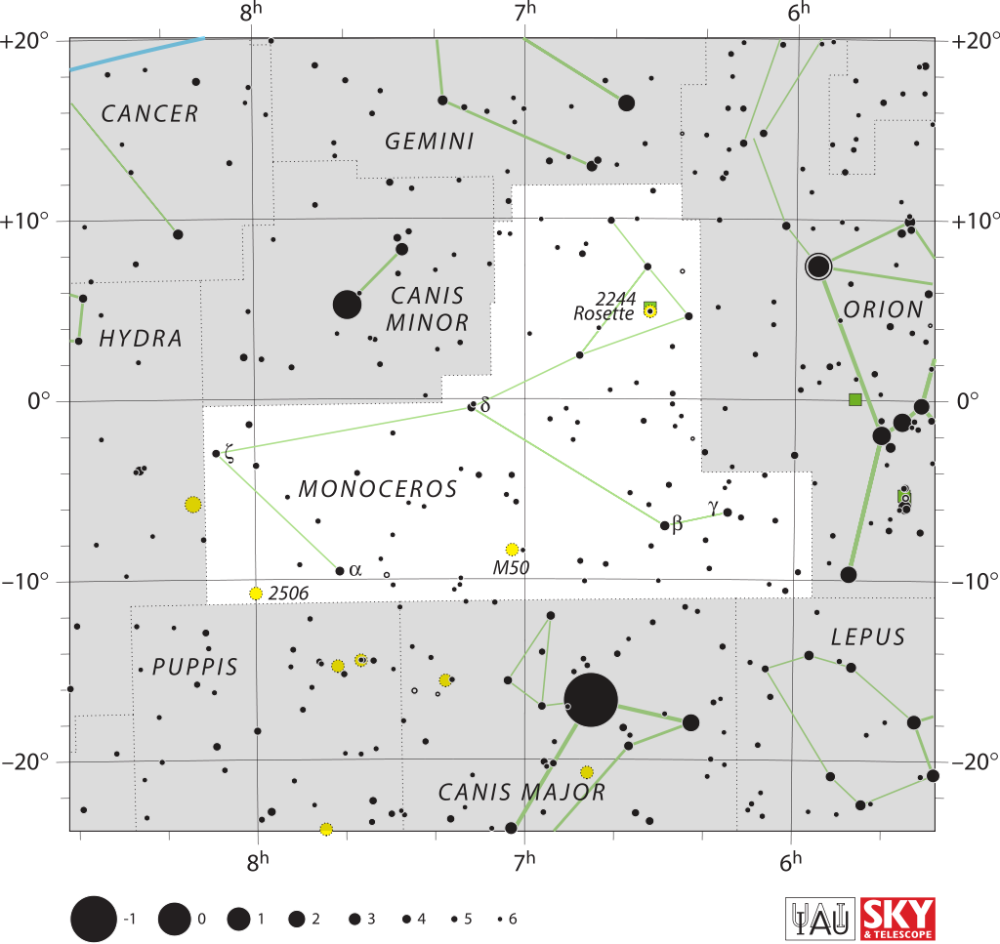 8h 7h 6h
+20° +20°
CANCER
GEMINI
+10° +10°
CANIS
MINOR
2244
Rosette
ORION
HYDRA
0° 0°
δ
ζ
MONOCEROS
γ
β
α
M50
−10° −10°
2506
LEPUS
PUPPIS
−20° −20°
CANIS MAJOR
8h 7h 6h
-1 0 1 2 3 4 5 6
IAU
SKY
& TELESCOPE